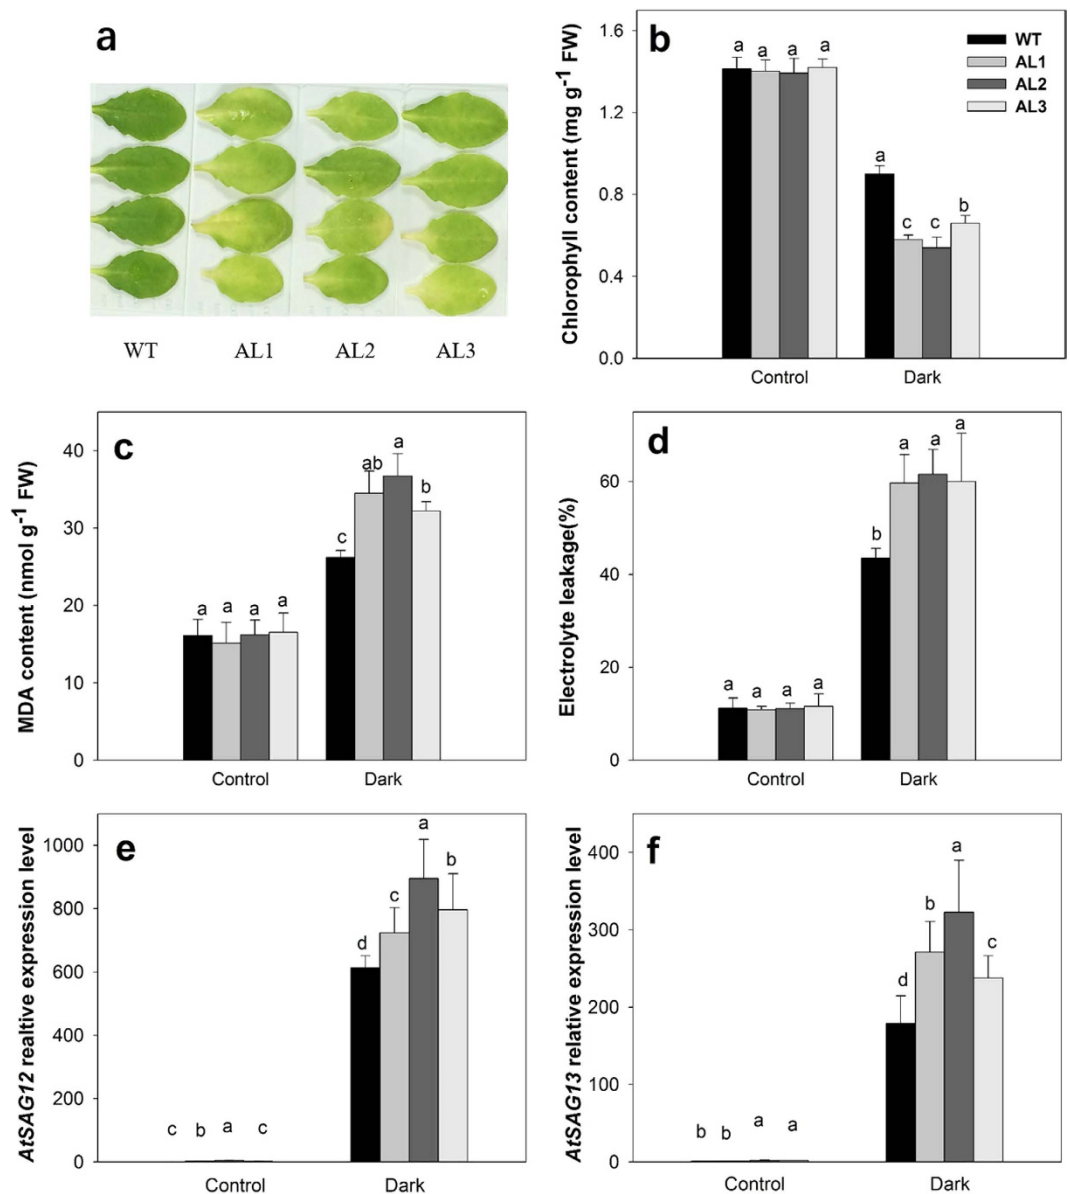 a
WT AL1 AL2 AL3
b
Chlorophyll content (mg g-1 FW)
1.6
1.2
0.8
0.4
0.0
a a a a
a c c b
WT
AL1
AL2
AL3
Control Dark
c
MDA content (nmol g-1 FW)
40
30
20
10
0
a a a a
c ab a b
Control Dark
d
Electrolyte leakage(%)
60
40
20
0
a a a a
b a a a
Control Dark
e
AtSAG12 realtive expression level
1000
800
600
400
200
0
c b a c
d c a b
Control Dark
f
AtSAG13 relative expression level
400
300
200
100
0
b b a a
d b a c
Control Dark